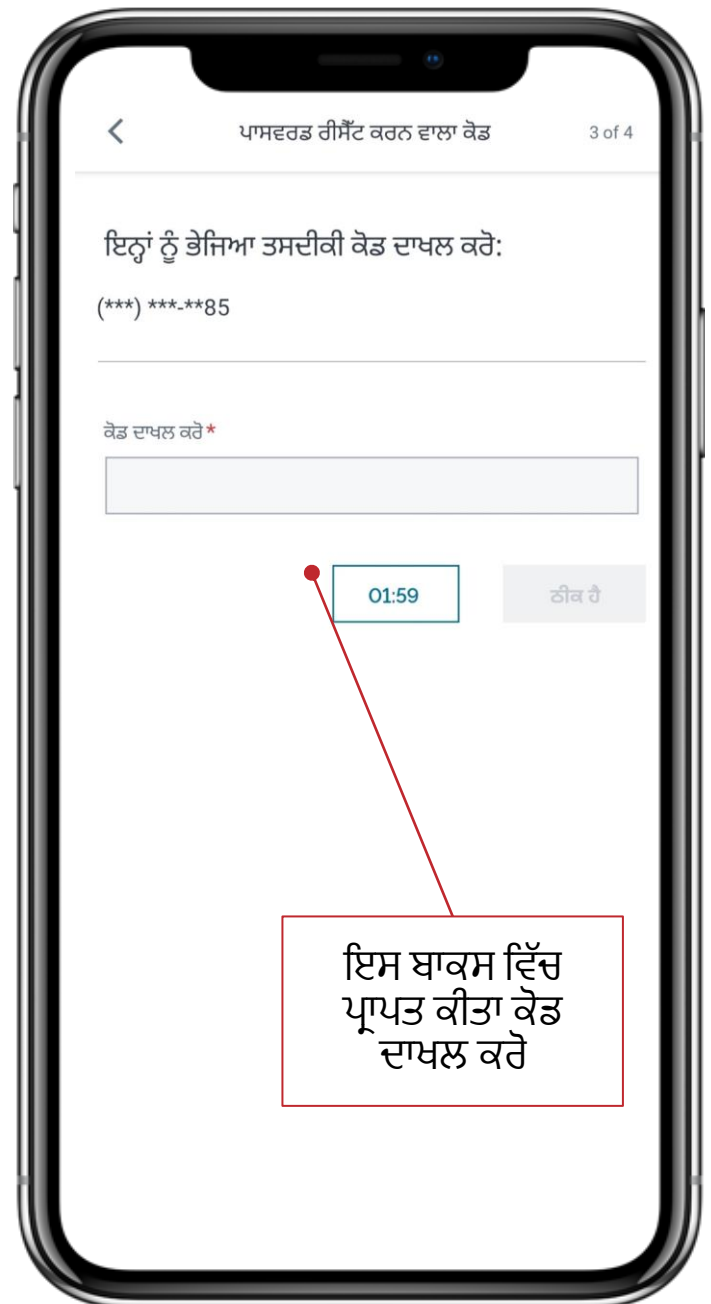 ਪਾਸਵਰਡ ਰੀਸੈੱਟ ਕਰਨ ਵਾਲਾ ਕੋਡ 3 of 4
ਇਨ੍ਹਾਂ ਨੂੰ ਭੇਜਿਆ ਤਸਦੀਕੀ ਕੋਡ ਦਾਖਲ ਕਰੋ:
(***) ***-**85
ਕੋਡ ਦਾਖਲ ਕਰੋ*
01:59 ਠੀਕ ਹੈ
ਇਸ ਬਾਕਸ ਵਿੱਚ
ਪ੍ਰਾਪਤ ਕੀਤਾ ਕੋਡ
ਦਾਖਲ ਕਰੋ